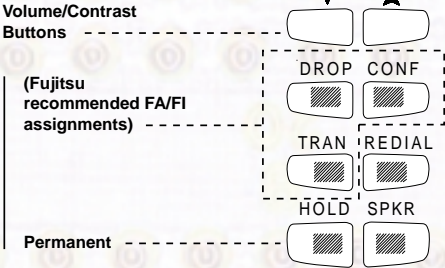 Volume/Contrast
Buttons
DROP CONF
(Fujitsu
recommended FA/FI
assignments)
TRAN REDIAL
HOLD SPKR
Permanent